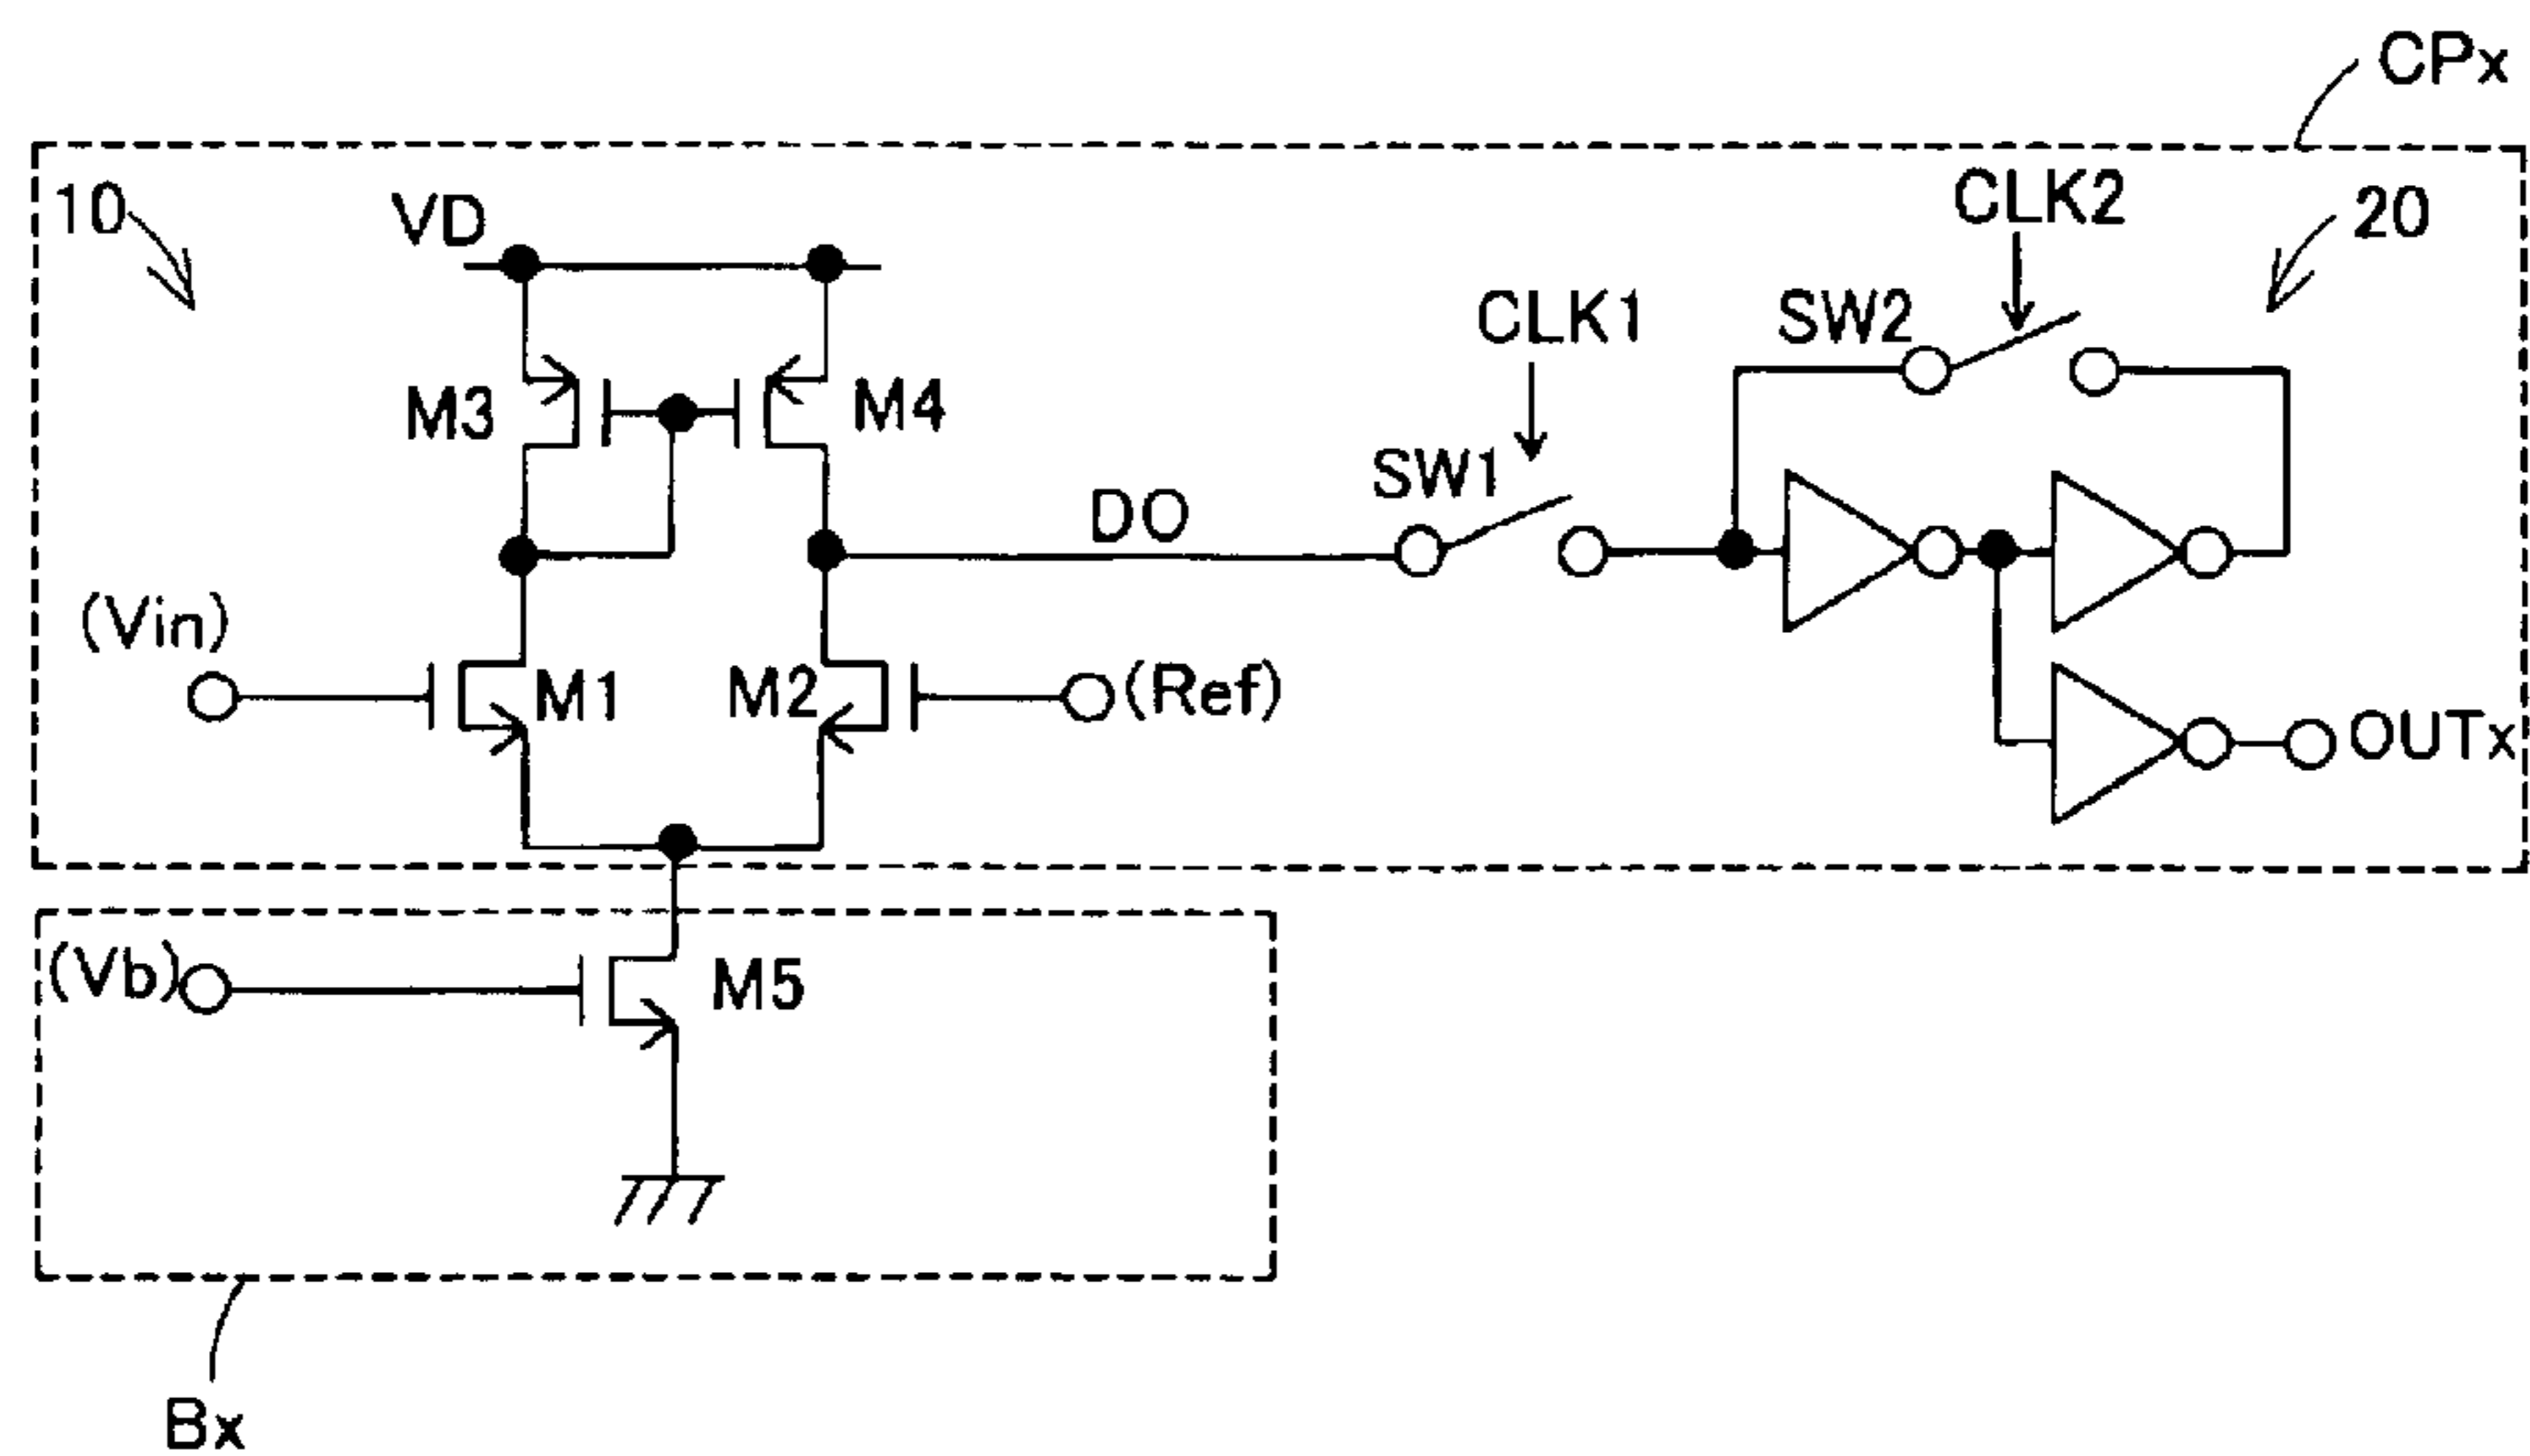 CPx
10
VD
CLK2
20
CLK1
SW2
M3
M4
SW1
DO
(Vin)
M1
M2
(Ref)
OUTx
(Vb)
M5
Bx